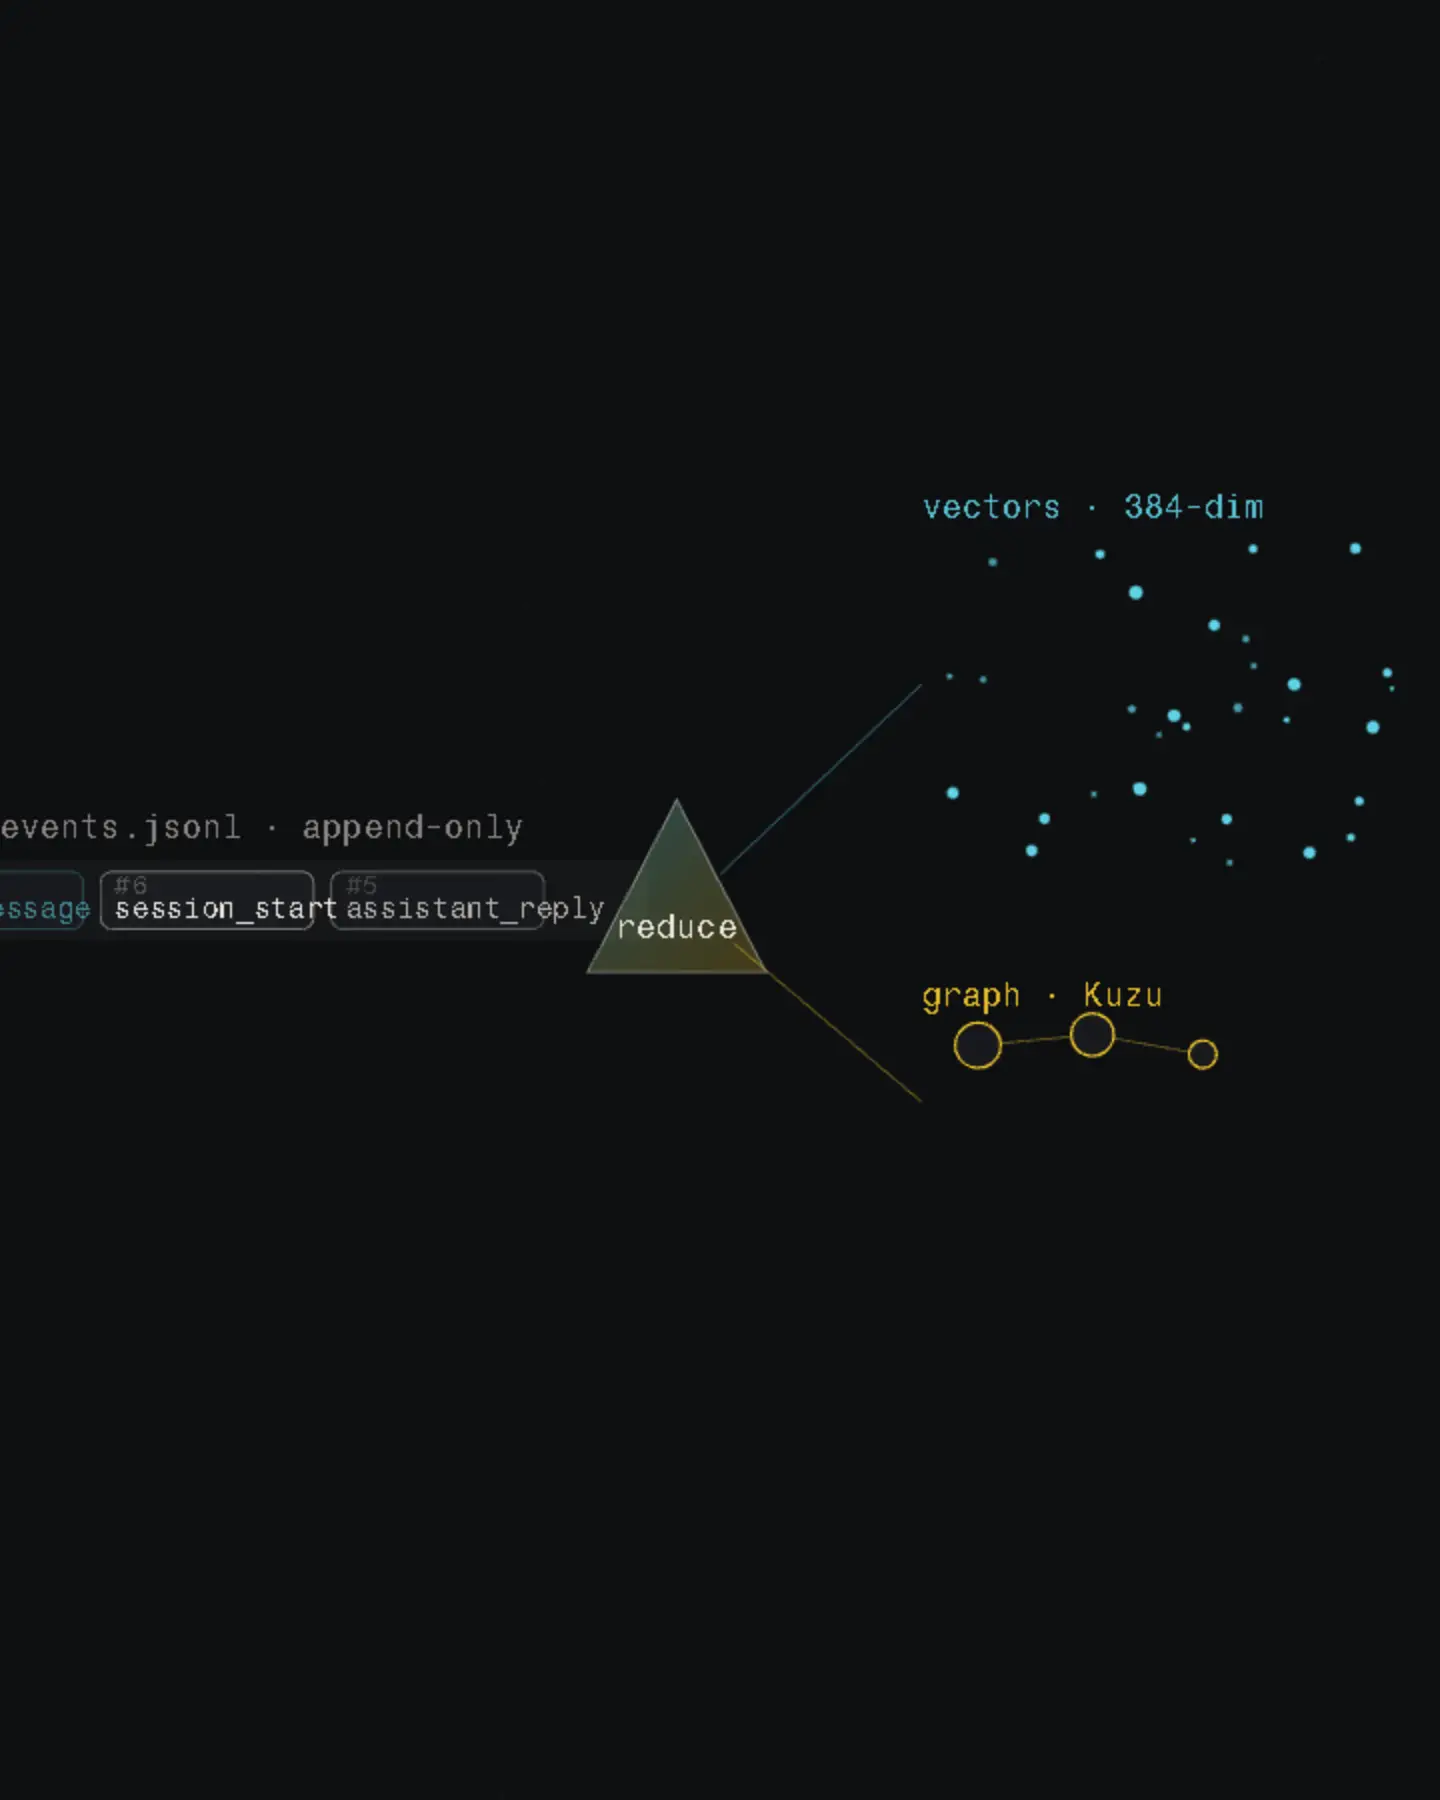 vectors · 384-dim
events.jsonl · append-only
essage
#6
session_start
#5
assistant_reply
reduce
graph · Kuzu